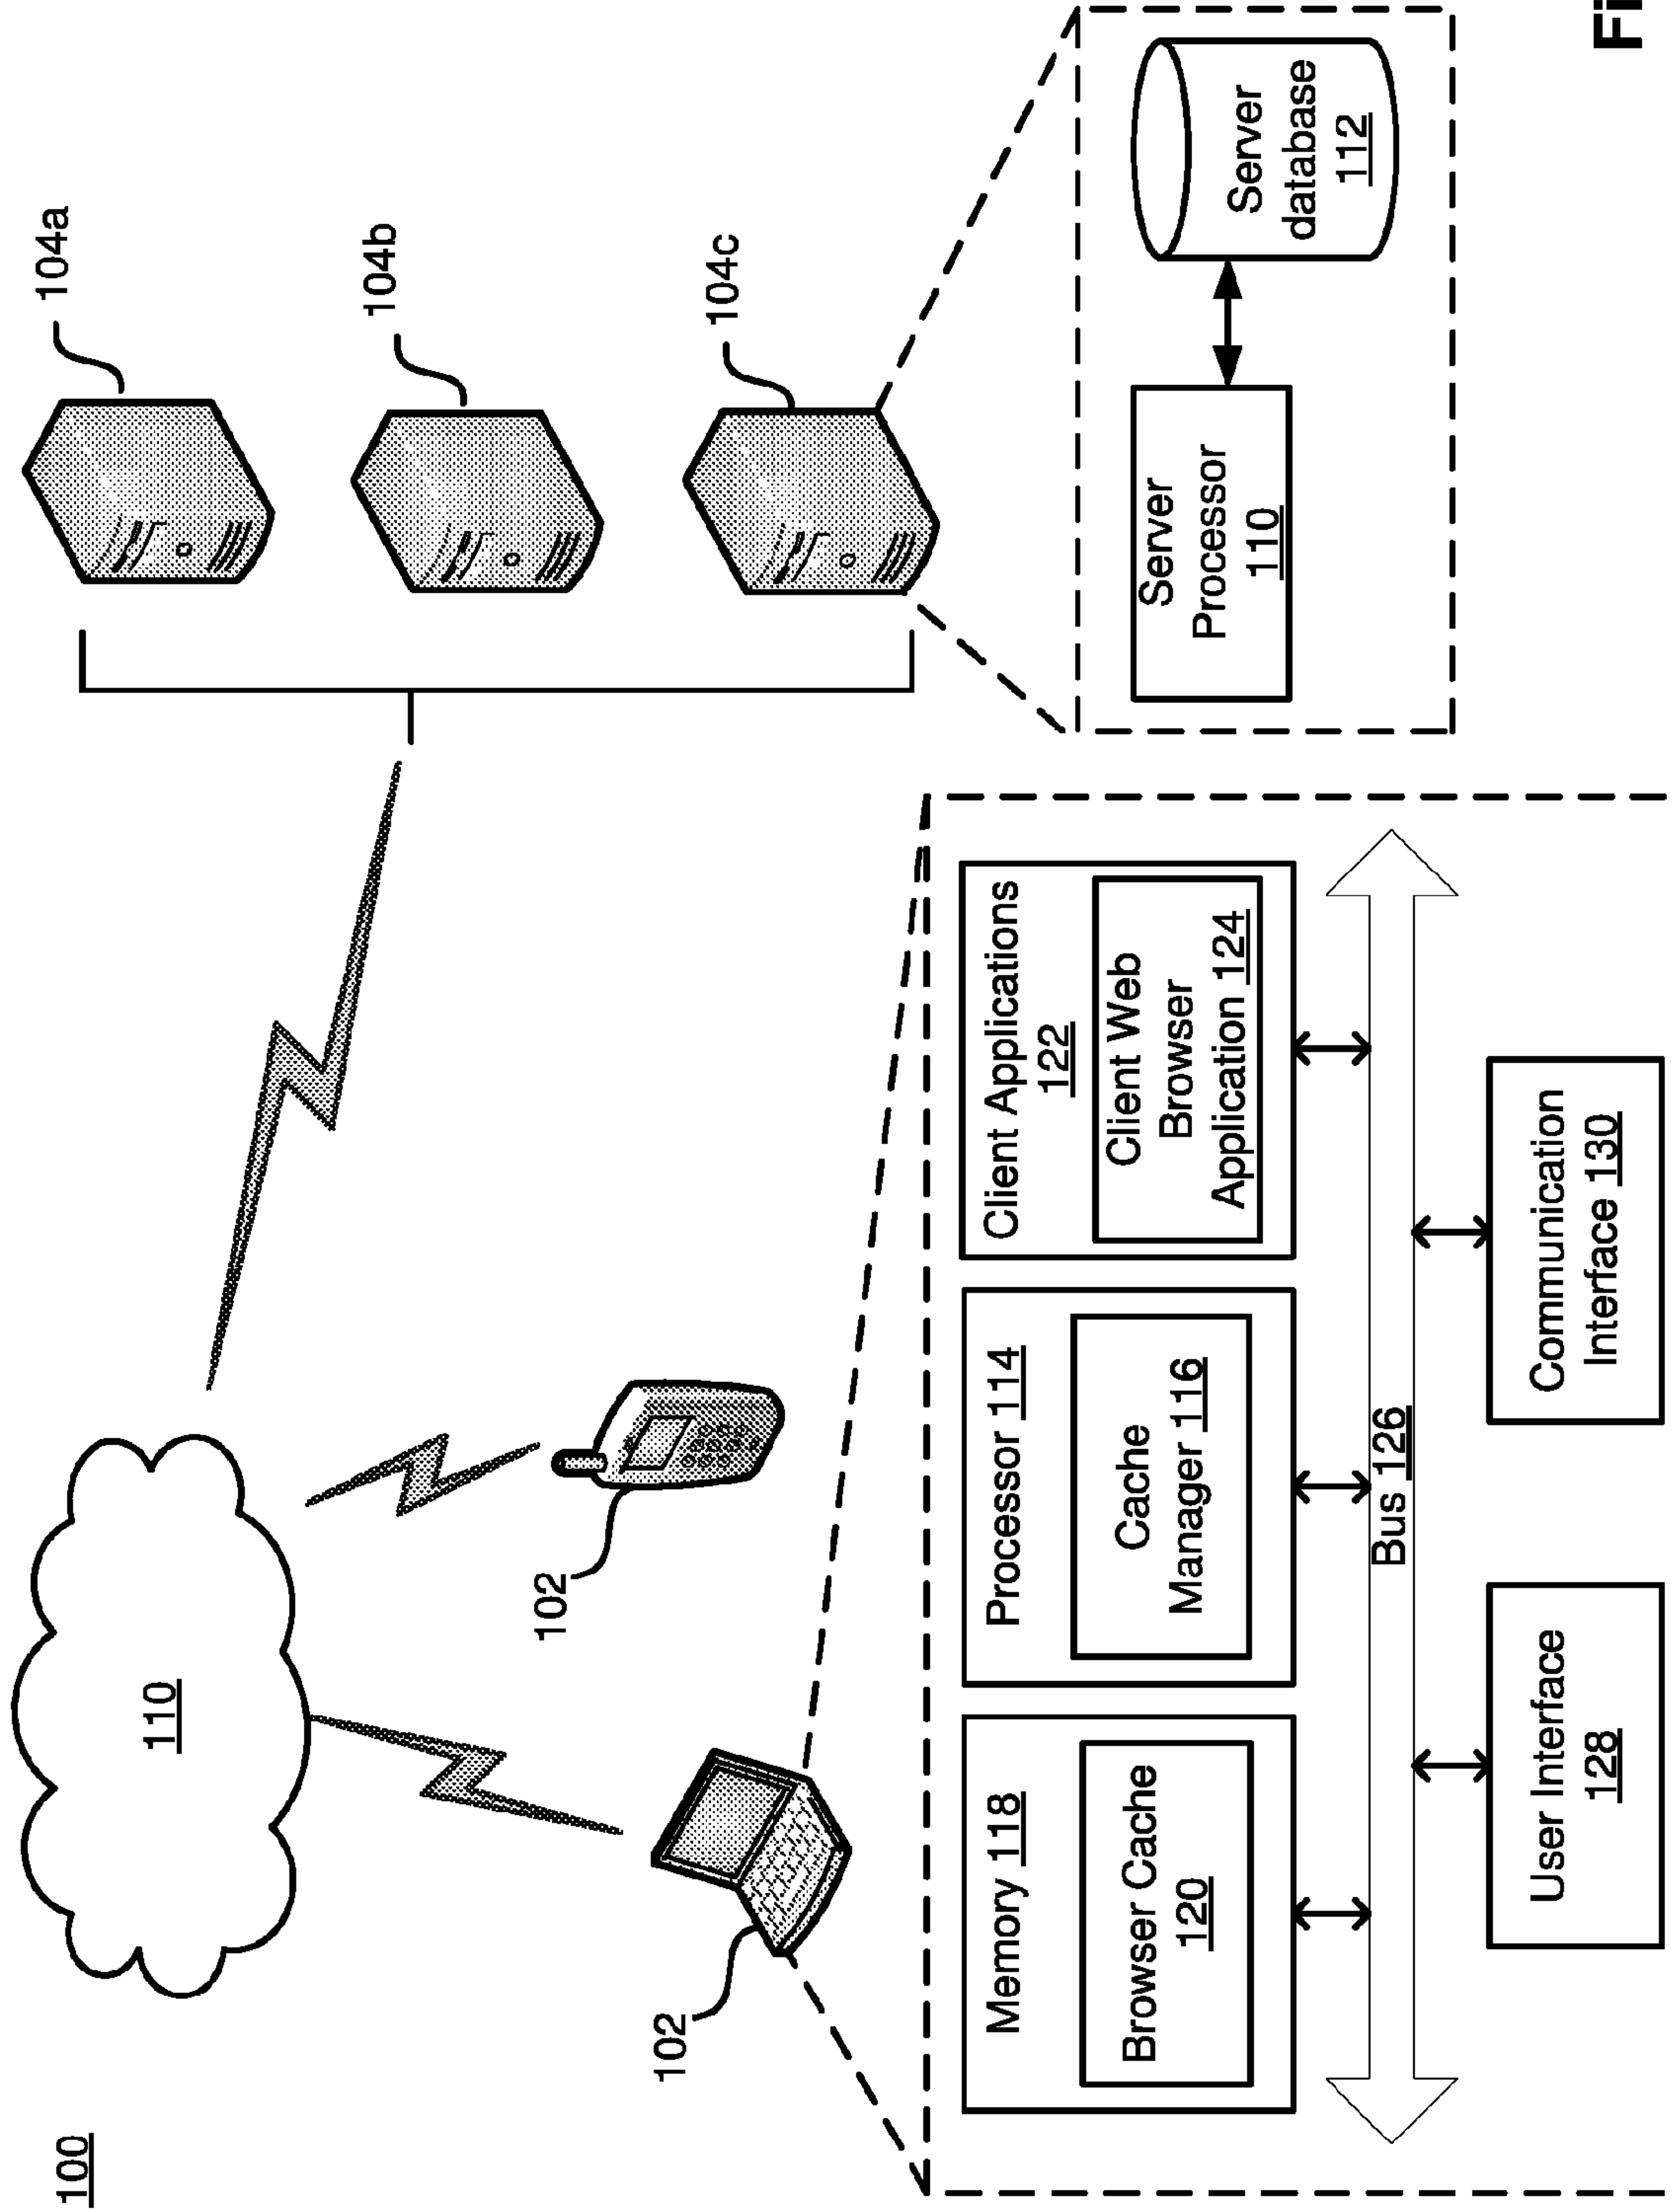 100
110
102
102
104a
104b
104c
Memory 118
Browser Cache
120
Processor 114
Cache
Manager 116
Client Applications
122
Client Web
Browser
Application 124
Bus 126
User Interface
128
Communication
Interface 130
Server
Processor
110
Server
database
112
Fi